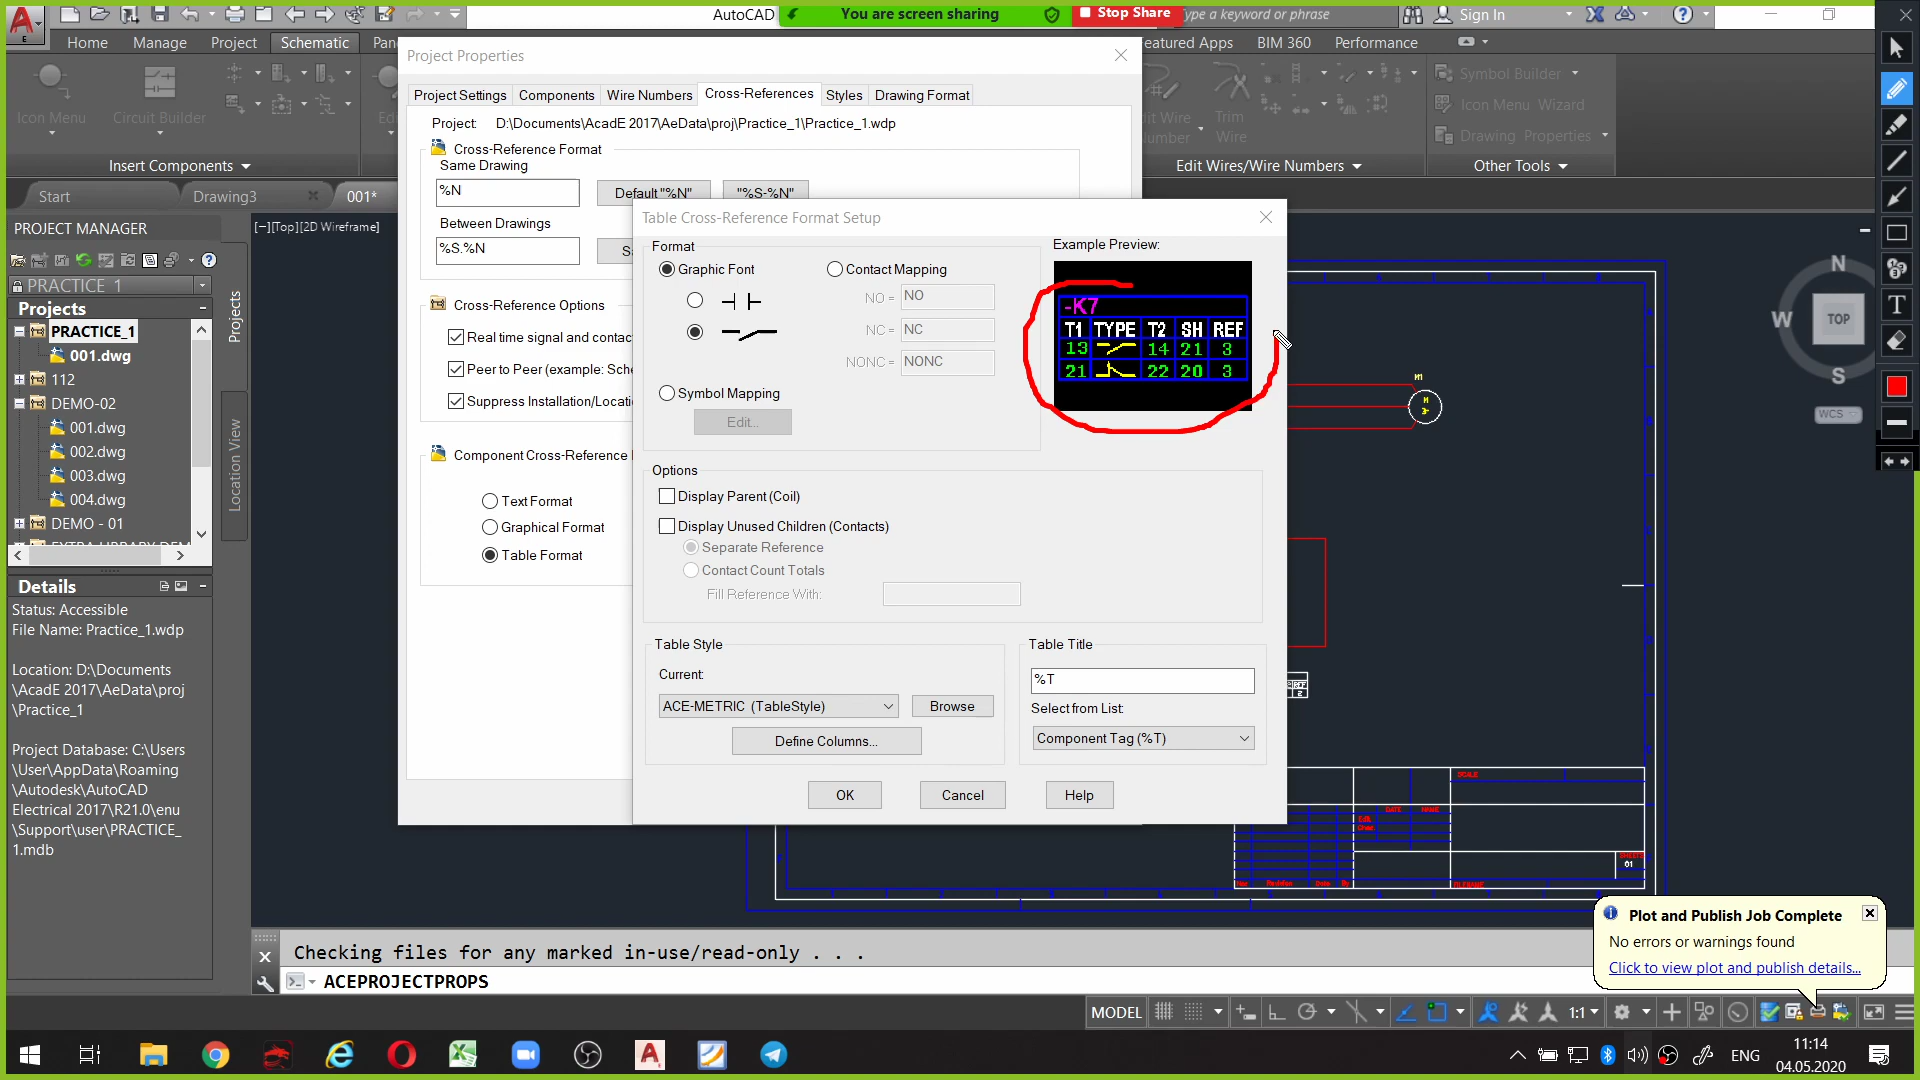 AutoCAD
You are screen sharing
Stop Share
Type a keyword or phrase
Sign In
Home
Manage
Project
Schematic
Featured Apps
BIM 360
Performance
Icon Menu
Circuit Builder
Insert Components
Trim
Wire
Edit Wires/Wire Numbers
Symbol Builder
Icon Menu Wizard
Drawing Properties
Other Tools
Start
Drawing3
001*
[−][Top][2D Wireframe]
PROJECT MANAGER
PRACTICE_1
Projects
PRACTICE_1
001.dwg
112
DEMO-02
001.dwg
002.dwg
003.dwg
004.dwg
DEMO - 01
Projects
Location View
Details
Status: Accessible
File Name: Practice_1.wdp
Location: D:\Documents
\AcadE 2017\AeData\proj
\Practice_1
Project Database: C:\Users
\User\AppData\Roaming
\Autodesk\AutoCAD
Electrical 2017\R21.0\enu
\Support\user\PRACTICE_
1.mdb
Project Properties
Project Settings
Components
Wire Numbers
Cross-References
Styles
Drawing Format
Project: D:\Documents\AcadE 2017\AeData\proj\Practice_1\Practice_1.wdp
Cross-Reference Format
Same Drawing
%N
Default "%N"
"%S-%N"
Between Drawings
%S.%N
Cross-Reference Options
Real time signal and contac
Peer to Peer (example: Sche
Suppress Installation/Locati
Component Cross-Reference
Text Format
Graphical Format
Table Format
Table Cross-Reference Format Setup
Format
Graphic Font
Contact Mapping
NO = NO
NC = NC
NONC = NONC
Symbol Mapping
Edit...
Example Preview:
-K7
T1 TYPE T2 SH REF
13 14 21 3
21 22 20 3
Options
Display Parent (Coil)
Display Unused Children (Contacts)
Separate Reference
Contact Count Totals
Fill Reference With:
Table Style
Current:
ACE-METRIC (TableStyle)
Browse
Define Columns...
Table Title
%T
Select from List:
Component Tag (%T)
OK
Cancel
Help
N
W
TOP
S
WCS
M1
SCALE
DATE
NAME
01
Checking files for any marked in-use/read-only . . .
ACEPROJECTPROPS
Plot and Publish Job Complete
No errors or warnings found
Click to view plot and publish details...
MODEL
1:1
ENG
11:14
04.05.2020